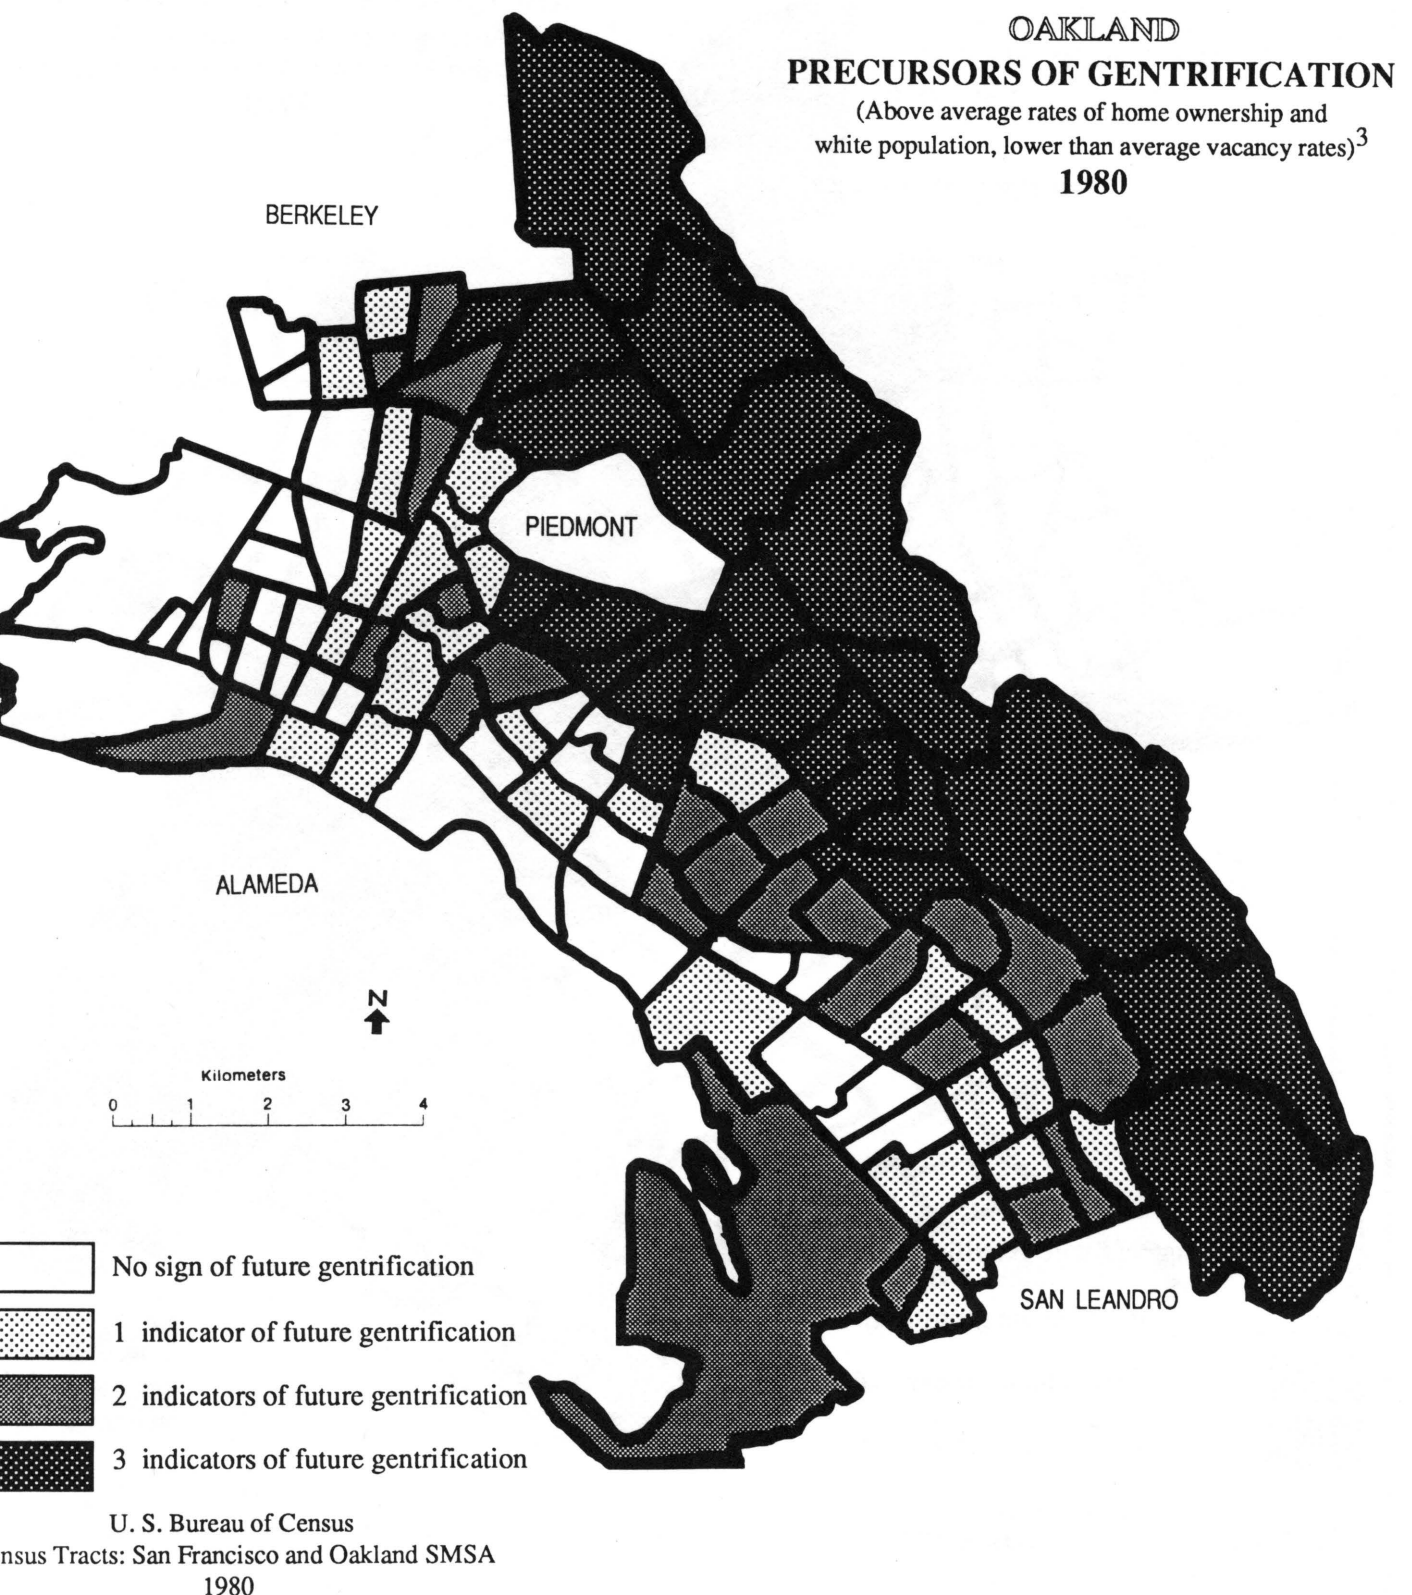 OAKLAND
PRECURSORS OF GENTRIFICATION
(Above average rates of home ownership and
white population, lower than average vacancy rates)3
1980
BERKELEY
PIEDMONT
ALAMEDA
N
Kilometers
0 1 2 3 4
No sign of future gentrification
1 indicator of future gentrification
2 indicators of future gentrification
3 indicators of future gentrification
SAN LEANDRO
U. S. Bureau of Census
nsus Tracts: San Francisco and Oakland SMSA
1980